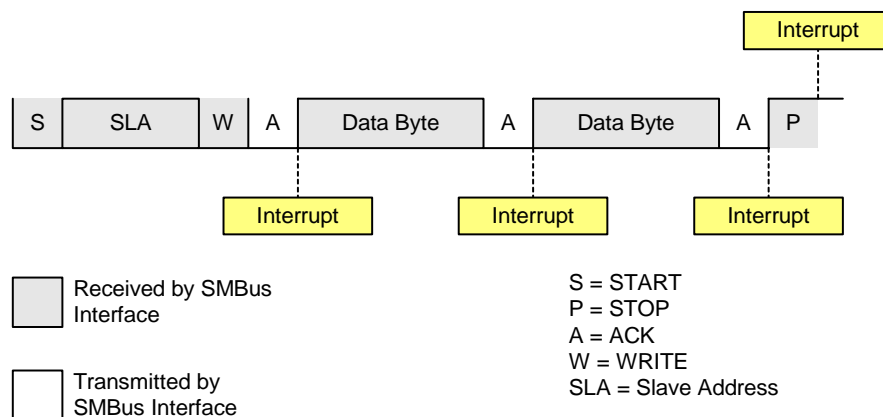 Interrupt
S SLA W A Data Byte A Data Byte A P
Interrupt Interrupt Interrupt
Received by SMBus
Interface
Transmitted by
SMBus Interface
S = START
P = STOP
A = ACK
W = WRITE
SLA = Slave Address